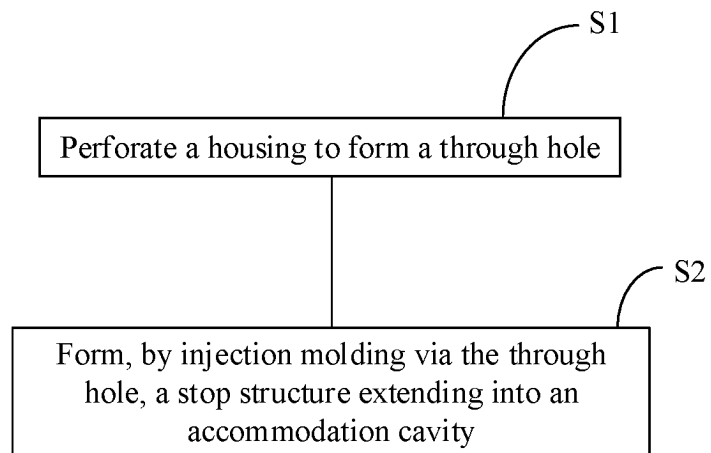 S1
Perforate a housing to form a through hole
S2
Form, by injection molding via the through
hole, a stop structure extending into an
accommodation cavity